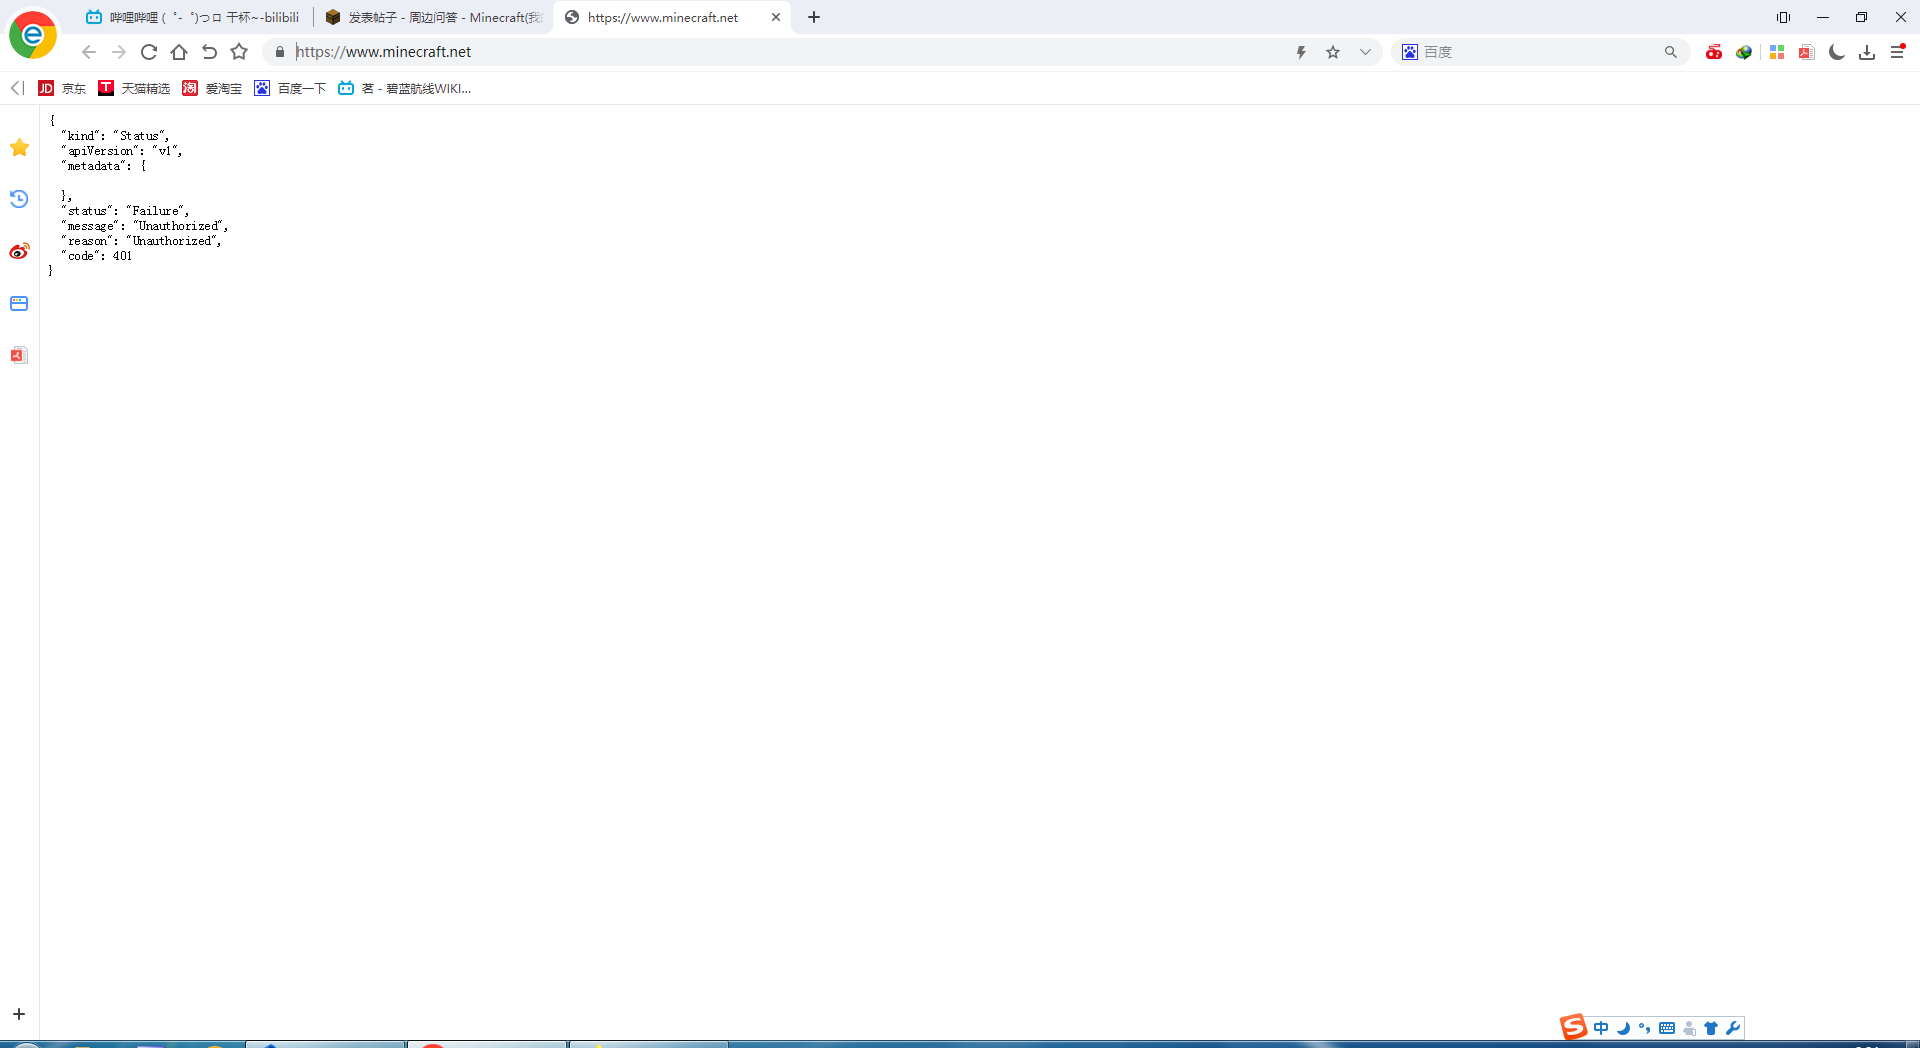 哔哩哔哩 ( ゜- ゜)つロ 干杯~-bilibili
发表帖子 - 周边问答 - Minecraft(我的
https://www.minecraft.net
https://www.minecraft.net
百度
JD 京东
T 天猫精选
淘 爱淘宝
百度一下
茗 - 碧蓝航线WIKI...
{
"kind": "Status",
"apiVersion": "v1",
"metadata": {
},
"status": "Failure",
"message": "Unauthorized",
"reason": "Unauthorized",
"code": 401
}
S 中